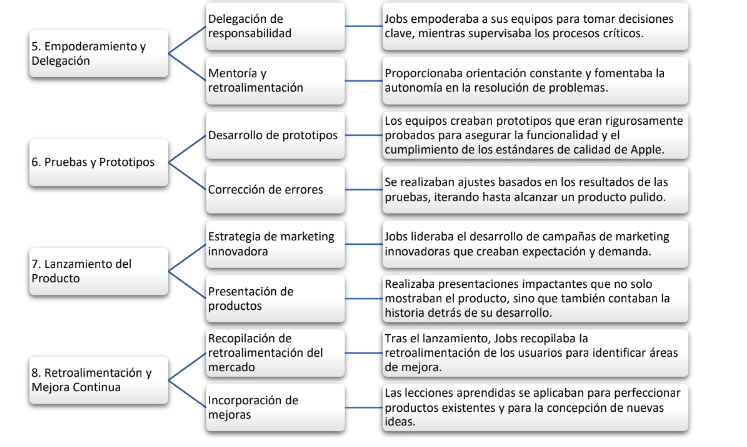 5. Empoderamiento y
Delegación
Delegación de
responsabilidad
Jobs empoderaba a sus equipos para tomar decisiones
clave, mientras supervisaba los procesos críticos.
Mentoría y
retroalimentación
Proporcionaba orientación constante y fomentaba la
autonomía en la resolución de problemas.
6. Pruebas y Prototipos
Desarrollo de prototipos
Los equipos creaban prototipos que eran rigurosamente
probados para asegurar la funcionalidad y el
cumplimiento de los estándares de calidad de Apple.
Corrección de errores
Se realizaban ajustes basados en los resultados de las
pruebas, iterando hasta alcanzar un producto pulido.
7. Lanzamiento del
Producto
Estrategia de marketing
innovadora
Jobs lideraba el desarrollo de campañas de marketing
innovadoras que creaban expectación y demanda.
Presentación de
productos
Realizaba presentaciones impactantes que no solo
mostraban el producto, sino que también contaban la
historia detrás de su desarrollo.
8. Retroalimentación y
Mejora Continua
Recopilación de
retroalimentación del
mercado
Tras el lanzamiento, Jobs recopilaba la
retroalimentación de los usuarios para identificar áreas
de mejora.
Incorporación de
mejoras
Las lecciones aprendidas se aplicaban para perfeccionar
productos existentes y para la concepción de nuevas
ideas.